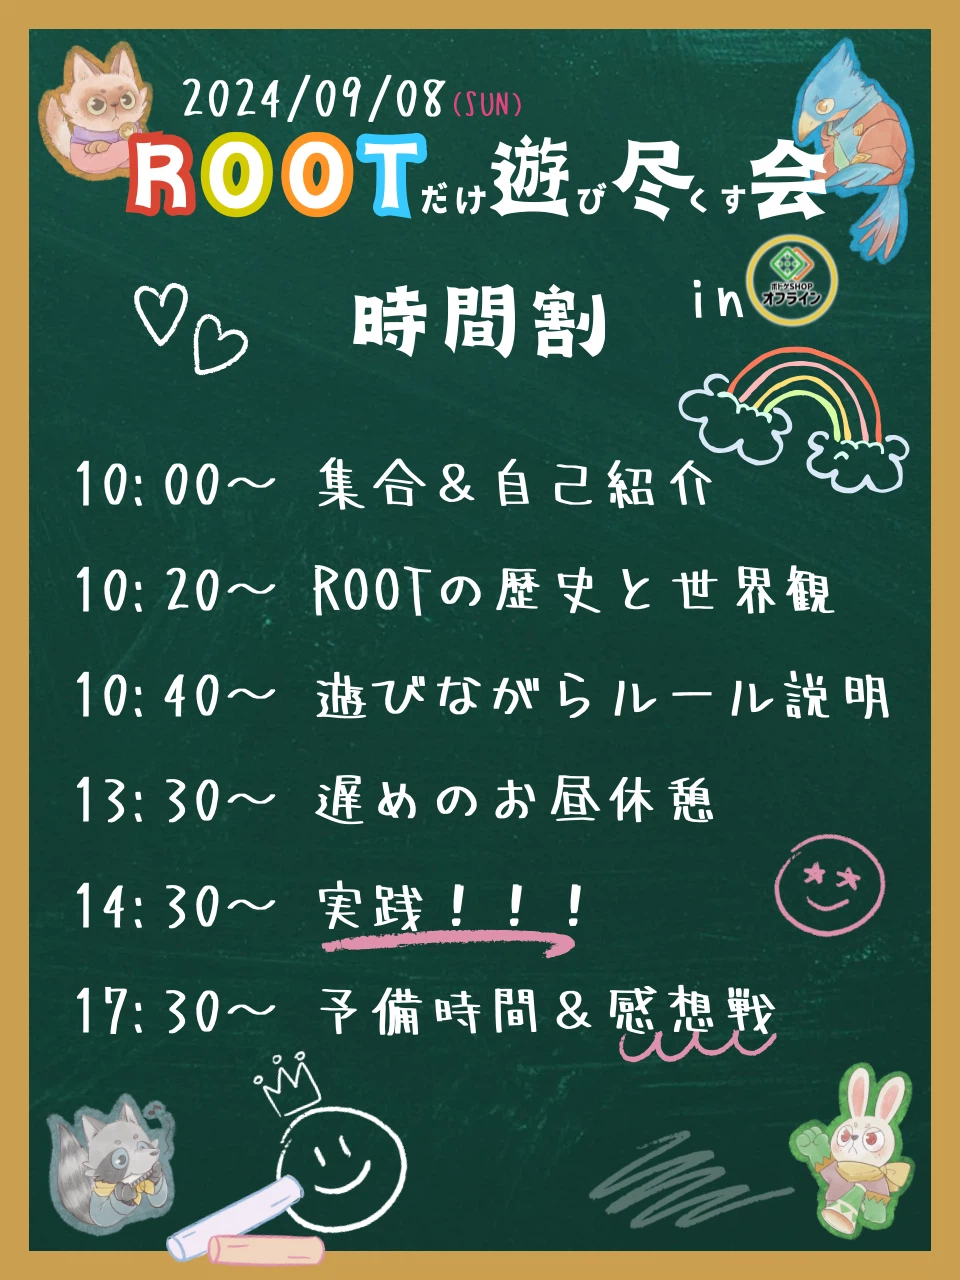 2024/09/08(SUN)
ROOTだけ遊び尽くす会
時間割
in ボドゲSHOP オフライン
10:00～ 集合&自己紹介
10:20～ ROOTの歴史と世界観
10:40～ 遊びながらルール説明
13:30～ 遅めのお昼休憩
14:30～ 実践！！！
17:30～ 予備時間&感想戦